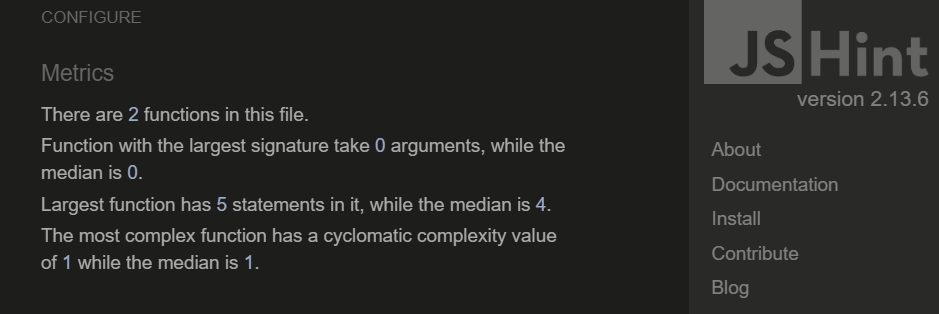 CONFIGURE
Metrics
There are 2 functions in this file.
Function with the largest signature take 0 arguments, while the
median is 0.
Largest function has 5 statements in it, while the median is 4.
The most complex function has a cyclomatic complexity value
of 1 while the median is 1.
JSHint
version 2.13.6
About
Documentation
Install
Contribute
Blog